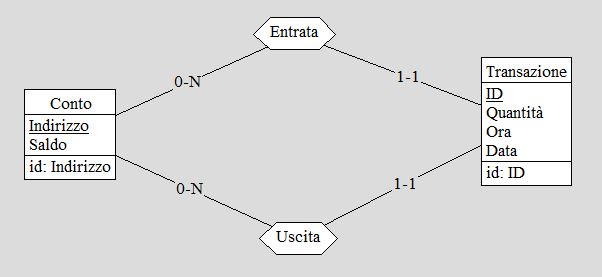 Entrata
0-N
1-1
Conto
Indirizzo
Saldo
id: Indirizzo
Transazione
ID
Quantità
Ora
Data
id: ID
0-N
1-1
Uscita